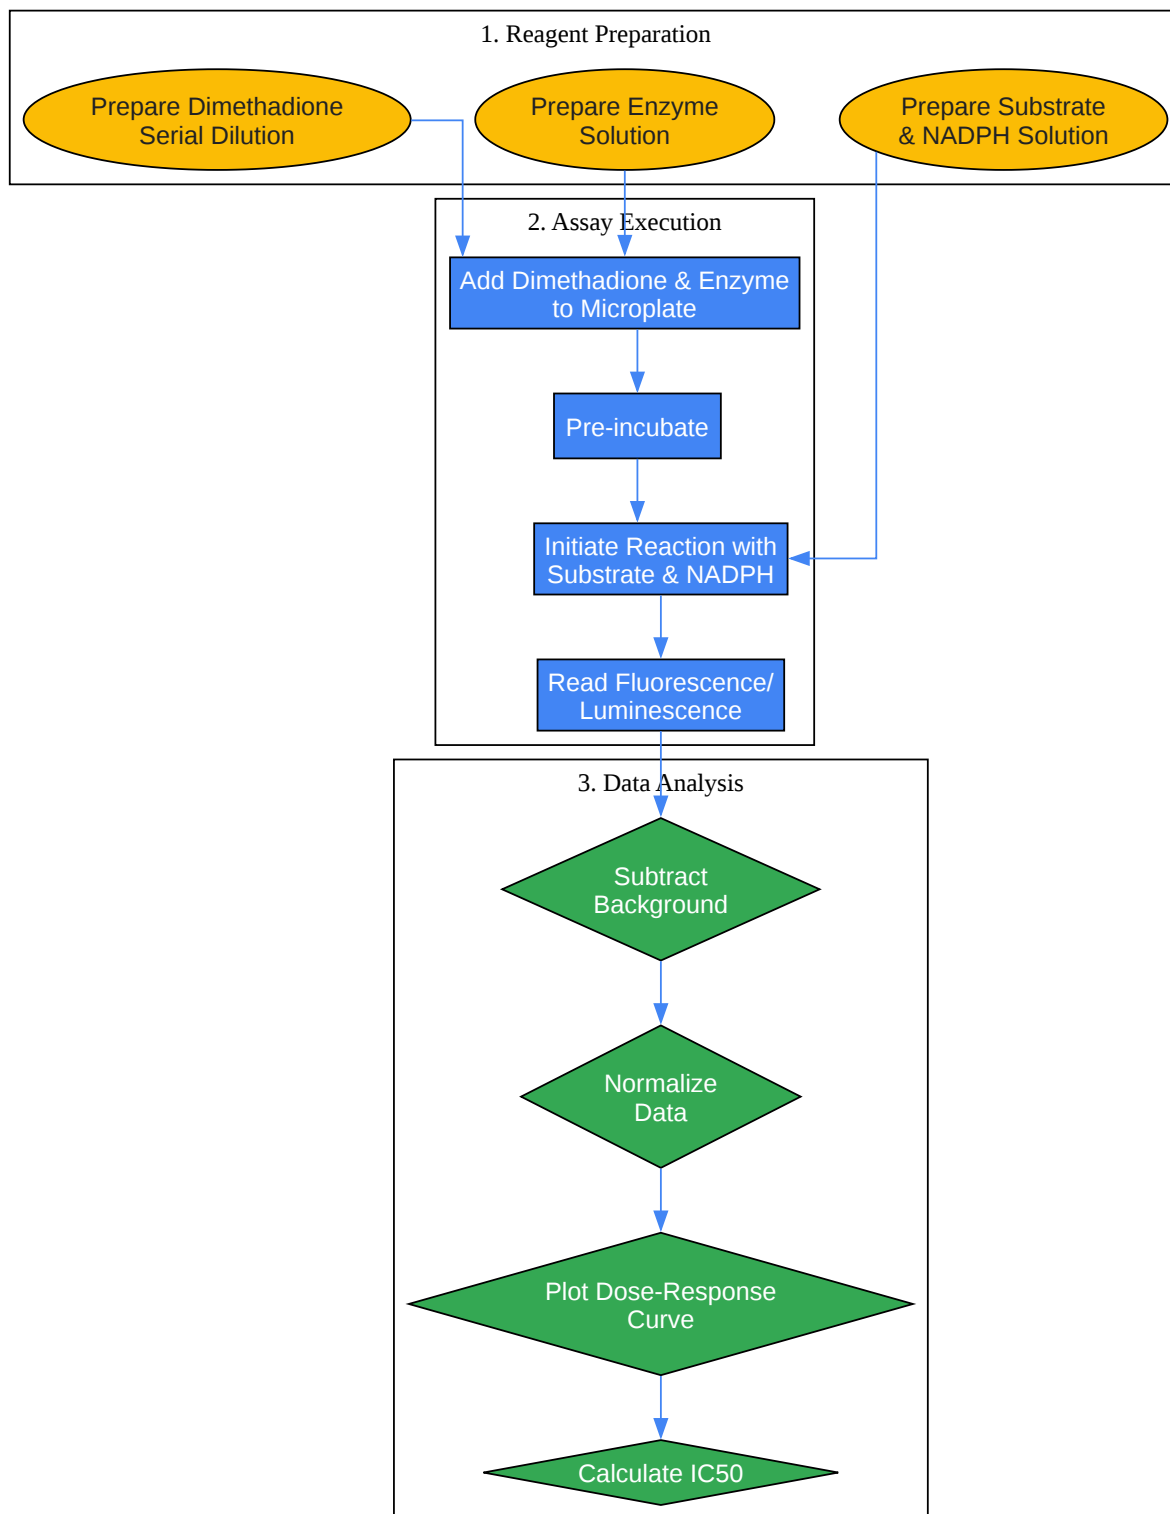 1. Reagent Preparation
Prepare Dimethadione
Serial Dilution
Prepare Enzyme
Solution
Prepare Substrate
& NADPH Solution
2. Assay Execution
Add Dimethadione & Enzyme
to Microplate
Pre-incubate
Initiate Reaction with
Substrate & NADPH
Read Fluorescence/
Luminescence
3. Data Analysis
Subtract
Background
Normalize
Data
Plot Dose-Response
Curve
Calculate IC50